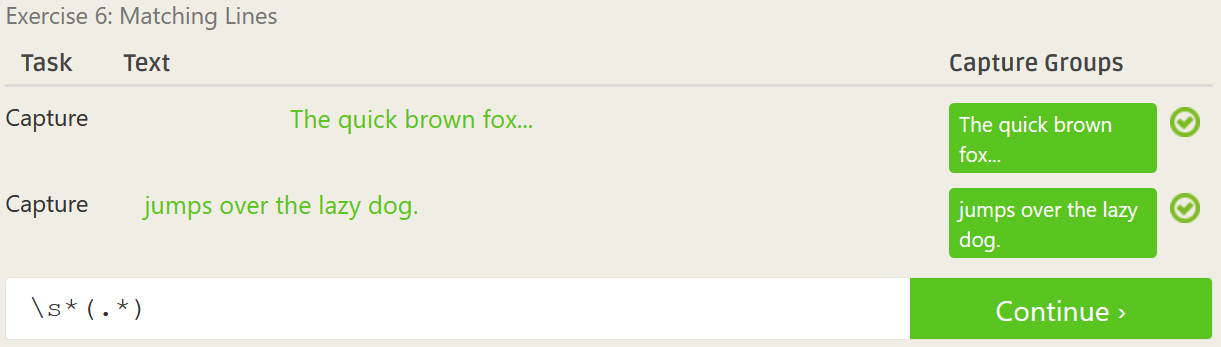 Exercise 6: Matching Lines
Task Text Capture Groups
Capture The quick brown fox... The quick brown
fox...
Capture jumps over the lazy dog. jumps over the lazy
dog.
\s*(.*) Continue ›